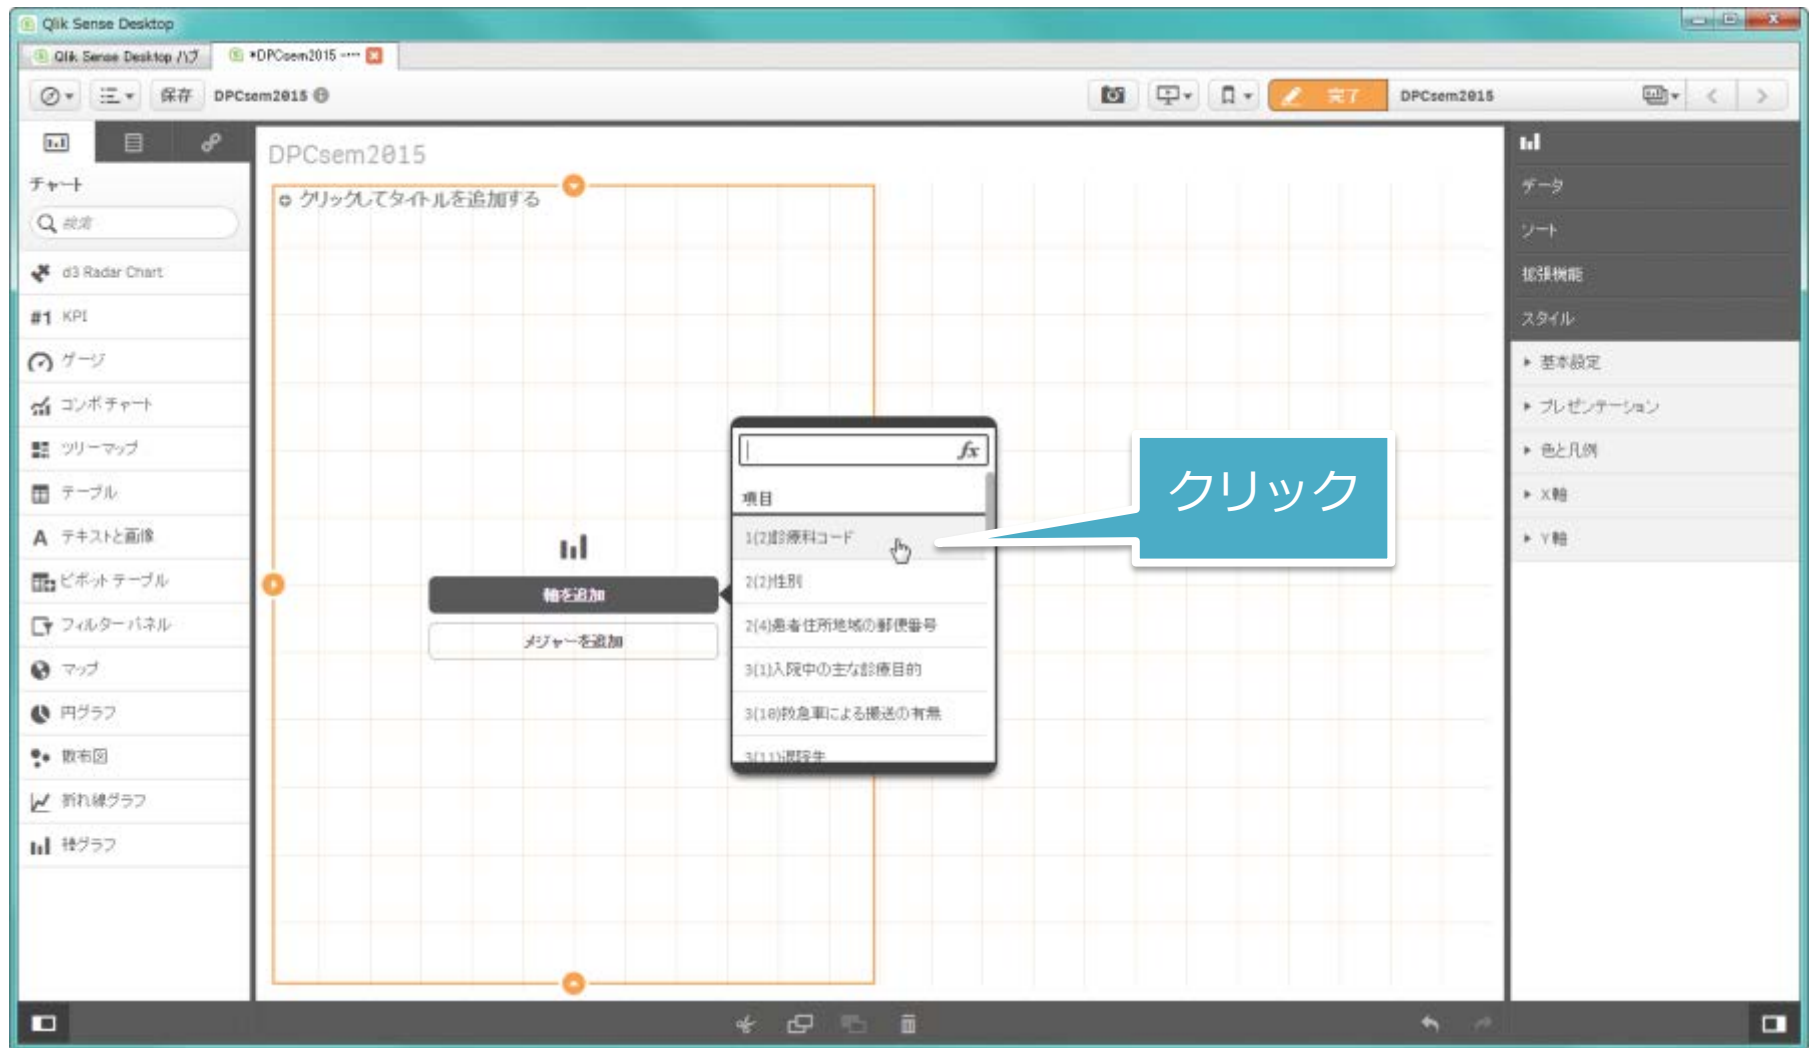 Qlik Sense Desktop
Qlik Sense Desktop ハブ
*DPCsem2015 ----
保存
DPCsem2015
完了
DPCsem2015
チャート
検索
d3 Radar Chart
#1 KPI
ゲージ
コンボ チャート
ツリーマップ
テーブル
A テキストと画像
ピボット テーブル
フィルター パネル
マップ
円グラフ
散布図
折れ線グラフ
棒グラフ
DPCsem2015
クリックしてタイトルを追加する
軸を追加
メジャーを追加
fx
項目
1(2)診療科コード
2(2)性別
2(4)患者住所地域の郵便番号
3(1)入院中の主な診療目的
3(10)救急車による搬送の有無
3(11)退院先
クリック
データ
ソート
拡張機能
スタイル
基本設定
プレゼンテーション
色と凡例
X 軸
Y 軸